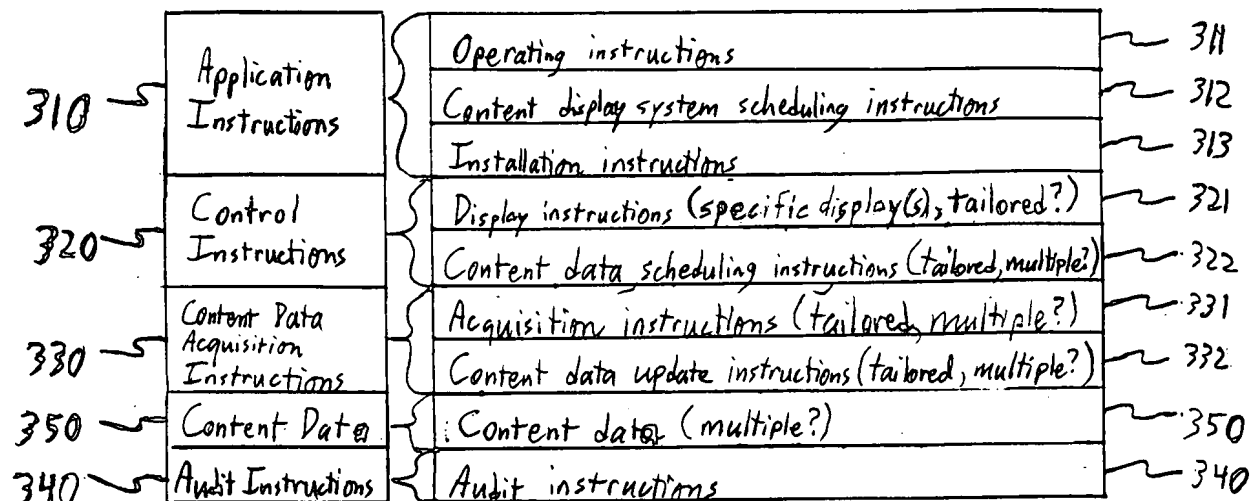 Operating instructions
311
Application
Instructions
310
Content display system scheduling instructions
312
Installation instructions
313
Control
Instructions
320
Display instructions (specific display(s), tailored?)
321
Content data scheduling instructions (tailored, multiple?)
322
Content Data
Acquisition
Instructions
330
Acquisition instructions (tailored, multiple?)
331
Content data update instructions (tailored, multiple?)
332
350
Content Data
Content data (multiple?)
350
340
Audit Instructions
Audit instructions
340